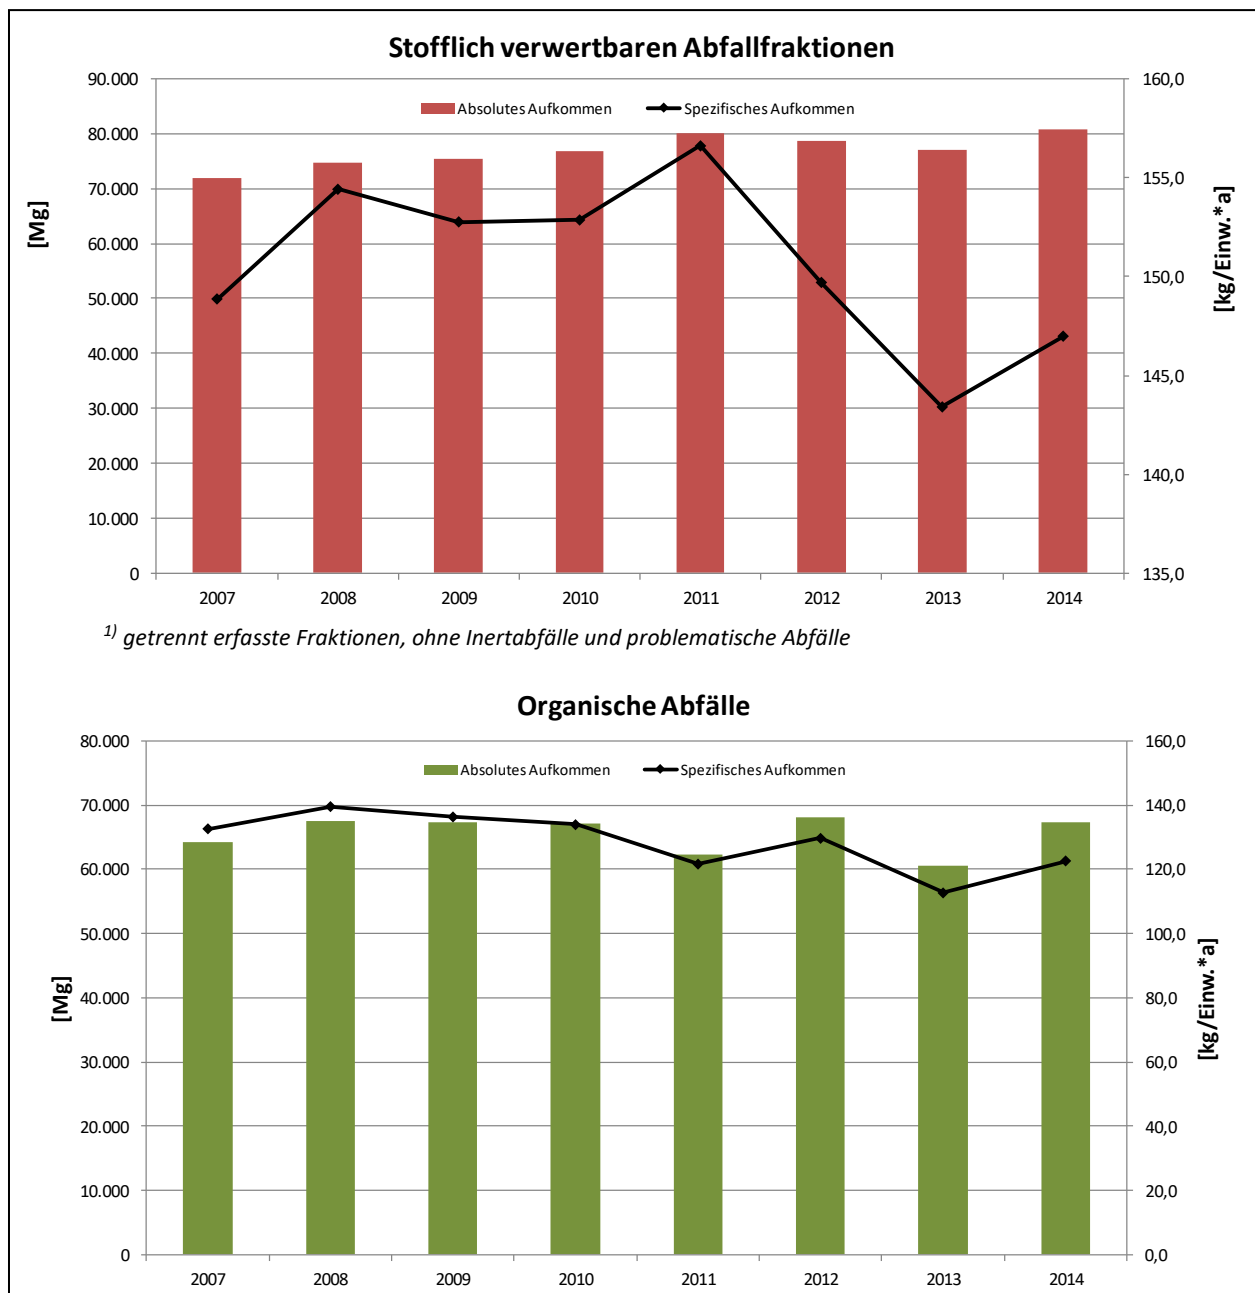 Stofflich verwertbaren Abfallfraktionen
90.000
80.000
70.000
60.000
50.000
40.000
30.000
20.000
10.000
0
[Mg]
Absolutes Aufkommen
Spezifisches Aufkommen
160,0
155,0
150,0
145,0
140,0
135,0
[kg/Einw.*a]
2007 2008 2009 2010 2011 2012 2013 2014
1) getrennt erfasste Fraktionen, ohne Inertabfälle und problematische Abfälle
Organische Abfälle
80.000
70.000
60.000
50.000
40.000
30.000
20.000
10.000
0
[Mg]
Absolutes Aufkommen
Spezifisches Aufkommen
160,0
140,0
120,0
100,0
80,0
60,0
40,0
20,0
0,0
[kg/Einw.*a]
2007 2008 2009 2010 2011 2012 2013 2014